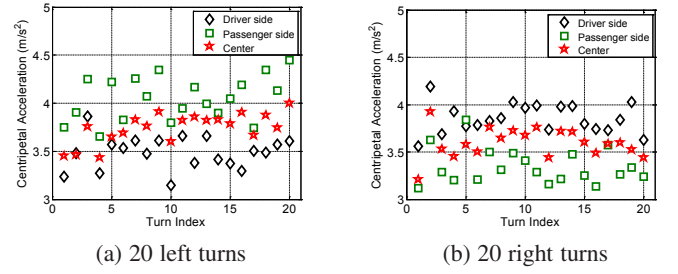 Centripetal Acceleration (m/s²)
5
4.5
4
3.5
3
0 5 10 15 20
Turn Index
Driver side
Passenger side
Center
(a) 20 left turns
Centripetal Acceleration (m/s²)
5
4.5
4
3.5
3
0 5 10 15 20
Turn Index
Driver side
Passenger side
Center
(b) 20 right turns